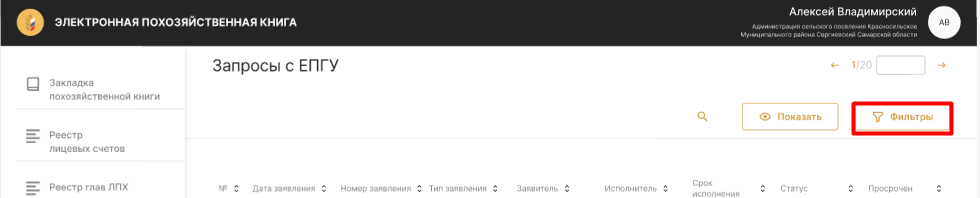 ЭЛЕКТРОННАЯ ПОХОЗЯЙСТВЕННАЯ КНИГА
Алексей Владимирский
Администрация сельского поселения Красносельское
Муниципального района Сергиевский Самарской области
АВ
Запросы с ЕПГУ
← 1/20 →
Закладка
похозяйственной книги
Показать
Фильтры
Реестр
лицевых счетов
Реестр глав ЛПХ
№ Дата заявления Номер заявления Тип заявления Заявитель Исполнитель Срок исполнения Статус Просрочен